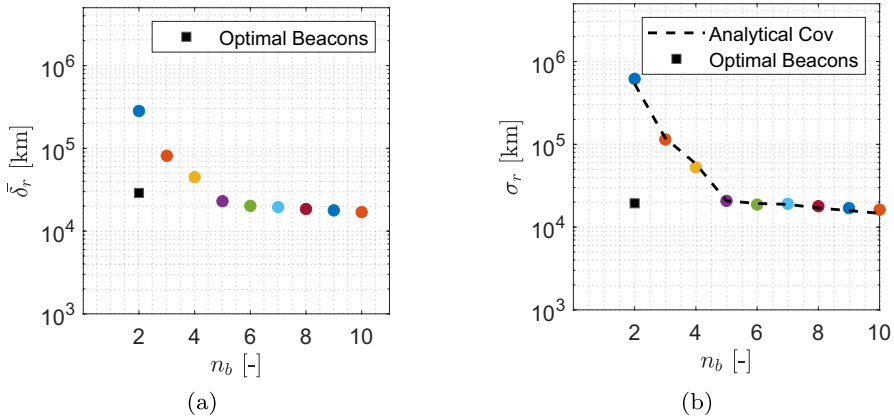 Optimal Beacons
10^6
10^5
10^4
10^3
\bar{δ}_r [km]
2 4 6 8 10
n_b [-]
(a)
Analytical Cov
Optimal Beacons
10^6
10^5
10^4
10^3
σ_r [km]
2 4 6 8 10
n_b [-]
(b)